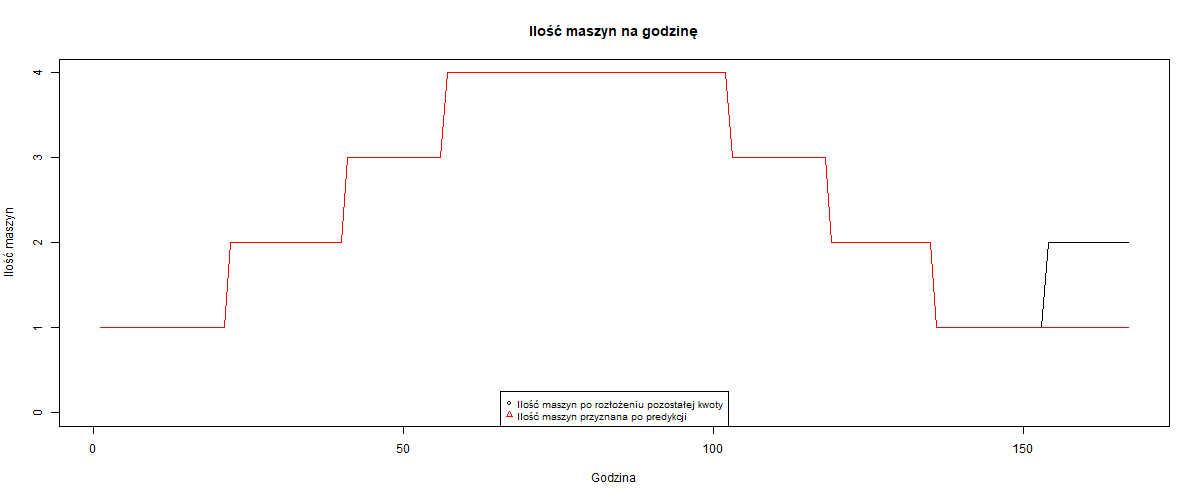 Ilość maszyn na godzinę
Ilość maszyn
4
3
2
1
0
Ilość maszyn po rozłożeniu pozostałej kwoty
Ilość maszyn przyznana po predykcji
0 50 100 150
Godzina